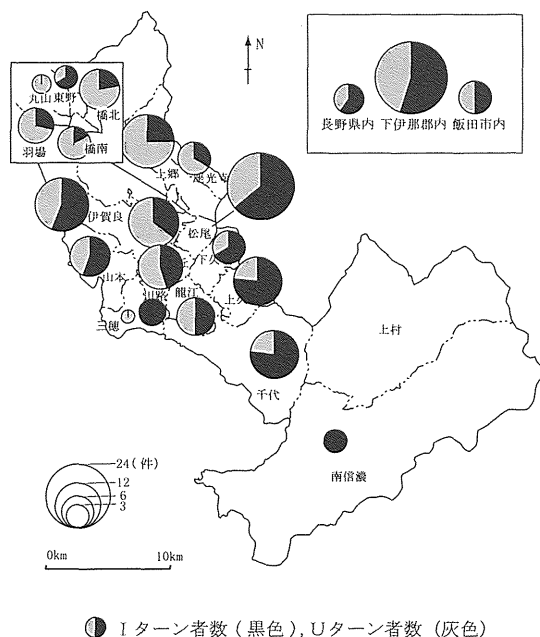 N
丸山 東野
橋北
羽場
橋南
長野県内 下伊那郡内 飯田市内
上郷
座光寺
伊賀良
松尾
下久
山本
龍江
川路
上久
三穂
千代
上村
南信濃
24(件)
12
6
3
0km 10km
Iターン者数(黒色),Uターン者数(灰色)